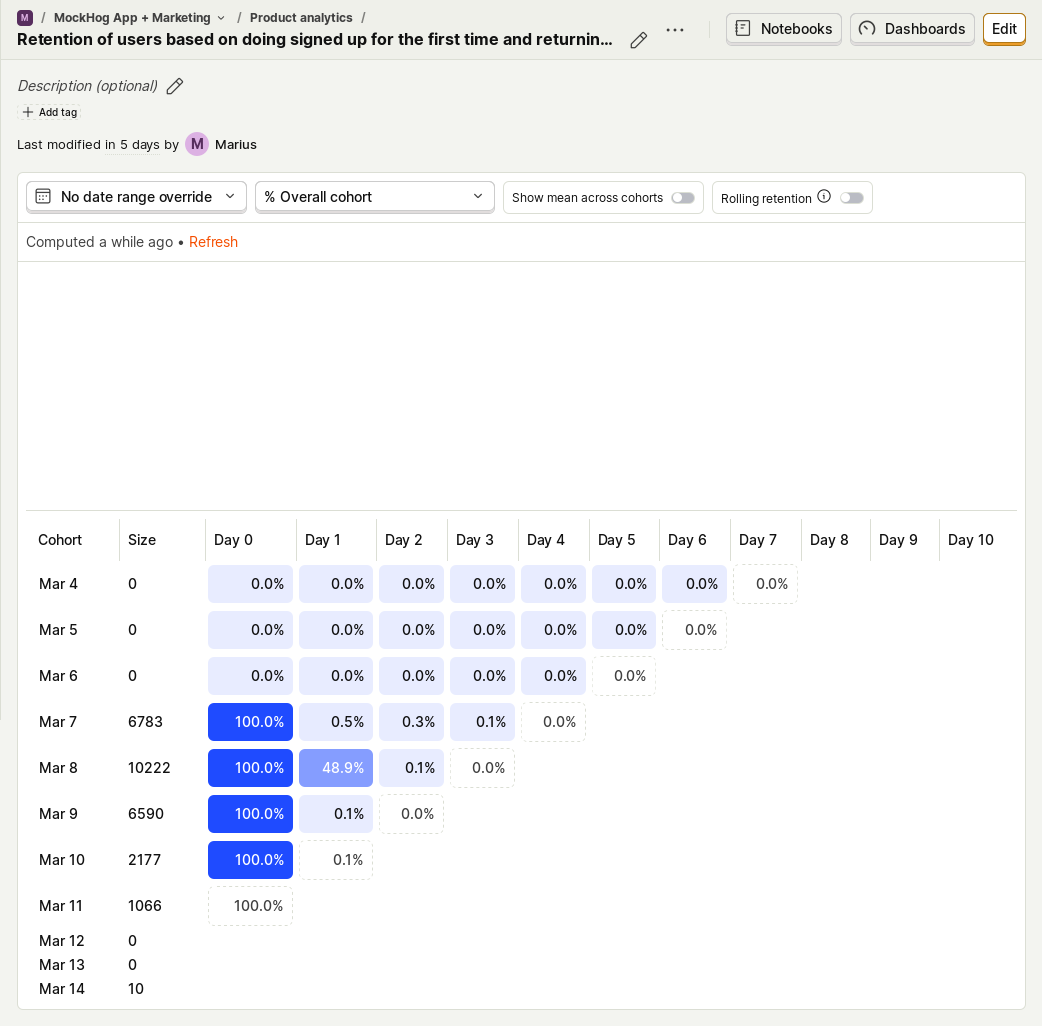 M / MockHog App + Marketing / Product analytics /
Retention of users based on doing signed up for the first time and returnin...
Notebooks Dashboards Edit
Description (optional)
Add tag
Last modified in 5 days by M Marius
No date range override % Overall cohort Show mean across cohorts Rolling retention
Computed a while ago • Refresh
Cohort Size Day 0 Day 1 Day 2 Day 3 Day 4 Day 5 Day 6 Day 7 Day 8 Day 9 Day 10
Mar 4 0 0.0% 0.0% 0.0% 0.0% 0.0% 0.0% 0.0% 0.0%
Mar 5 0 0.0% 0.0% 0.0% 0.0% 0.0% 0.0% 0.0%
Mar 6 0 0.0% 0.0% 0.0% 0.0% 0.0% 0.0%
Mar 7 6783 100.0% 0.5% 0.3% 0.1% 0.0%
Mar 8 10222 100.0% 48.9% 0.1% 0.0%
Mar 9 6590 100.0% 0.1% 0.0%
Mar 10 2177 100.0% 0.1%
Mar 11 1066 100.0%
Mar 12 0
Mar 13 0
Mar 14 10